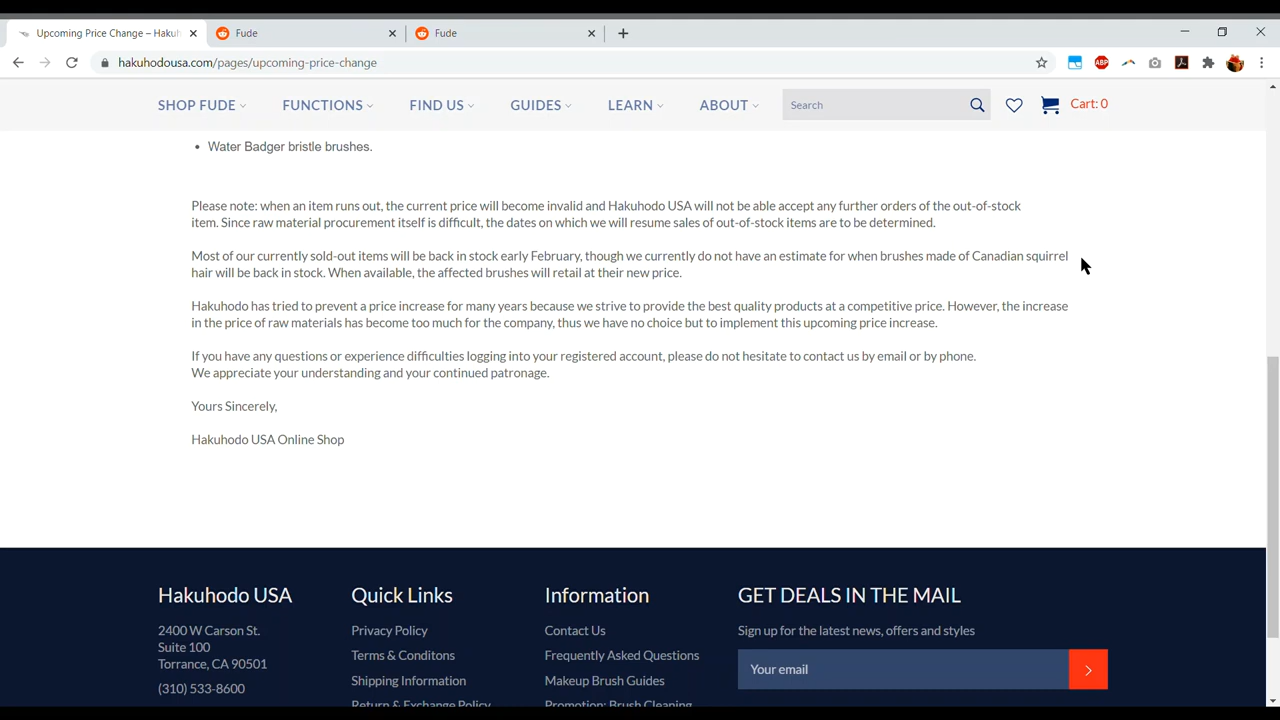 Upcoming Price Change – Hakuh
Fude
Fude
hakuhodousa.com/pages/upcoming-price-change
ABP
SHOP FUDE
FUNCTIONS
FIND US
GUIDES
LEARN
ABOUT
Search
Cart: 0
• Water Badger bristle brushes.
Please note: when an item runs out, the current price will become invalid and Hakuhodo USA will not be able accept any further orders of the out-of-stock
item. Since raw material procurement itself is difficult, the dates on which we will resume sales of out-of-stock items are to be determined.
Most of our currently sold-out items will be back in stock early February, though we currently do not have an estimate for when brushes made of Canadian squirrel
hair will be back in stock. When available, the affected brushes will retail at their new price.
Hakuhodo has tried to prevent a price increase for many years because we strive to provide the best quality products at a competitive price. However, the increase
in the price of raw materials has become too much for the company, thus we have no choice but to implement this upcoming price increase.
If you have any questions or experience difficulties logging into your registered account, please do not hesitate to contact us by email or by phone.
We appreciate your understanding and your continued patronage.
Yours Sincerely,
Hakuhodo USA Online Shop
Hakuhodo USA
2400 W Carson St.
Suite 100
Torrance, CA 90501
(310) 533-8600
Quick Links
Privacy Policy
Terms & Conditons
Shipping Information
Return & Exchange Policy
Information
Contact Us
Frequently Asked Questions
Makeup Brush Guides
Promotion: Brush Cleaning
GET DEALS IN THE MAIL
Sign up for the latest news, offers and styles
Your email